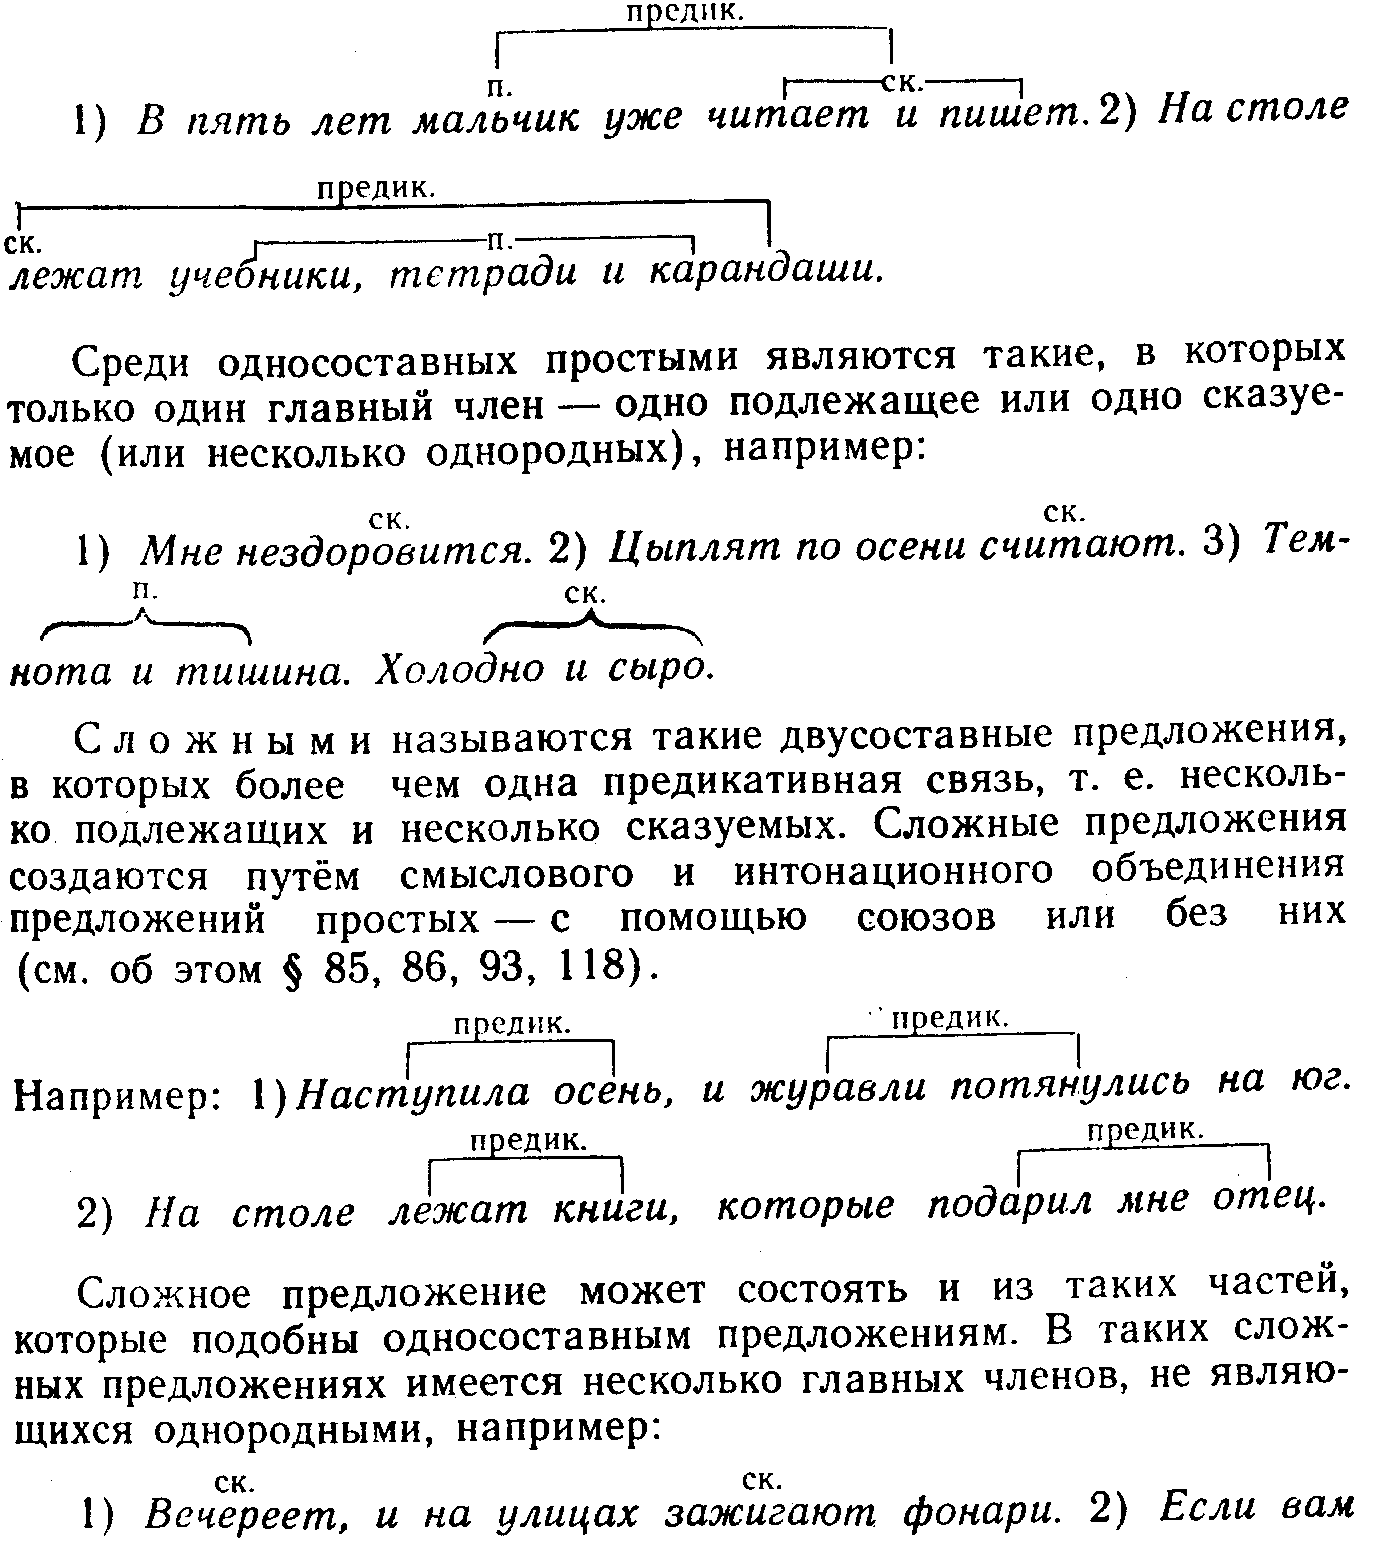 предик.
п. ск.
1) В пять лет мальчик уже читает и пишет. 2) На столе
предик.
ск. п.
лежат учебники, тетради и карандаши.
Среди односоставных простыми являются такие, в которых
только один главный член — одно подлежащее или одно сказуе-
мое (или несколько однородных), например:
ск. ск.
1) Мне нездоровится. 2) Цыплят по осени считают. 3) Тем-
п. ск.
нота и тишина. Холодно и сыро.
Сложными называются такие двусоставные предложения,
в которых более чем одна предикативная связь, т. е. несколь-
ко подлежащих и несколько сказуемых. Сложные предложения
создаются путём смыслового и интонационного объединения
предложений простых — с помощью союзов или без них
(см. об этом § 85, 86, 93, 118).
предик. предик.
Например: 1) Наступила осень, и журавли потянулись на юг.
предик. предик.
2) На столе лежат книги, которые подарил мне отец.
Сложное предложение может состоять и из таких частей,
которые подобны односоставным предложениям. В таких слож-
ных предложениях имеется несколько главных членов, не являю-
щихся однородными, например:
ск. ск.
1) Вечереет, и на улицах зажигают фонари. 2) Если вам